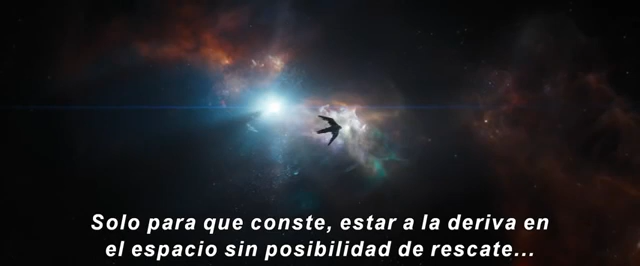 Solo para que conste, estar a la deriva en
el espacio sin posibilidad de rescate...